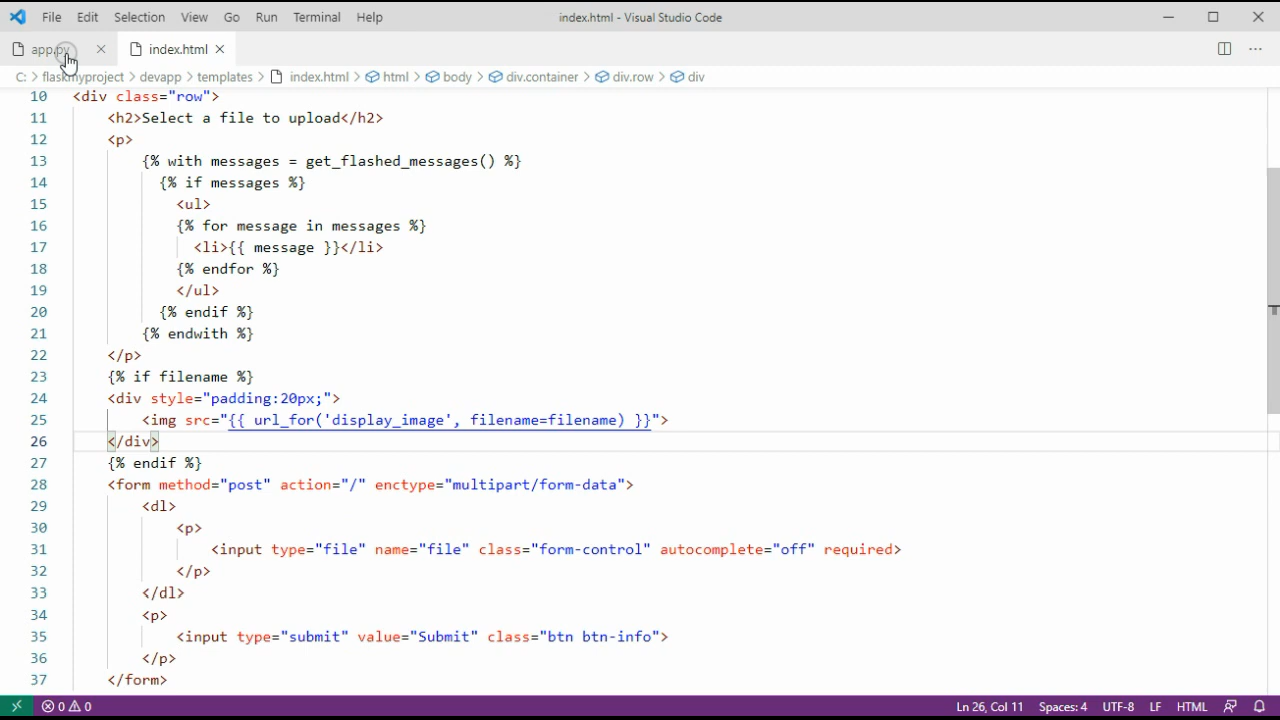 File Edit Selection View Go Run Terminal Help index.html - Visual Studio Code
app.py index.html
C: > flaskmyproject > devapp > templates > index.html > html > body > div.container > div.row > div
10 <div class="row">
11 <h2>Select a file to upload</h2>
12 <p>
13 {% with messages = get_flashed_messages() %}
14 {% if messages %}
15 <ul>
16 {% for message in messages %}
17 <li>{{ message }}</li>
18 {% endfor %}
19 </ul>
20 {% endif %}
21 {% endwith %}
22 </p>
23 {% if filename %}
24 <div style="padding:20px;">
25 <img src="{{ url_for('display_image', filename=filename) }}">
26 </div>
27 {% endif %}
28 <form method="post" action="/" enctype="multipart/form-data">
29 <dl>
30 <p>
31 <input type="file" name="file" class="form-control" autocomplete="off" required>
32 </p>
33 </dl>
34 <p>
35 <input type="submit" value="Submit" class="btn btn-info">
36 </p>
37 </form>
0 0 Ln 26, Col 11 Spaces: 4 UTF-8 LF HTML